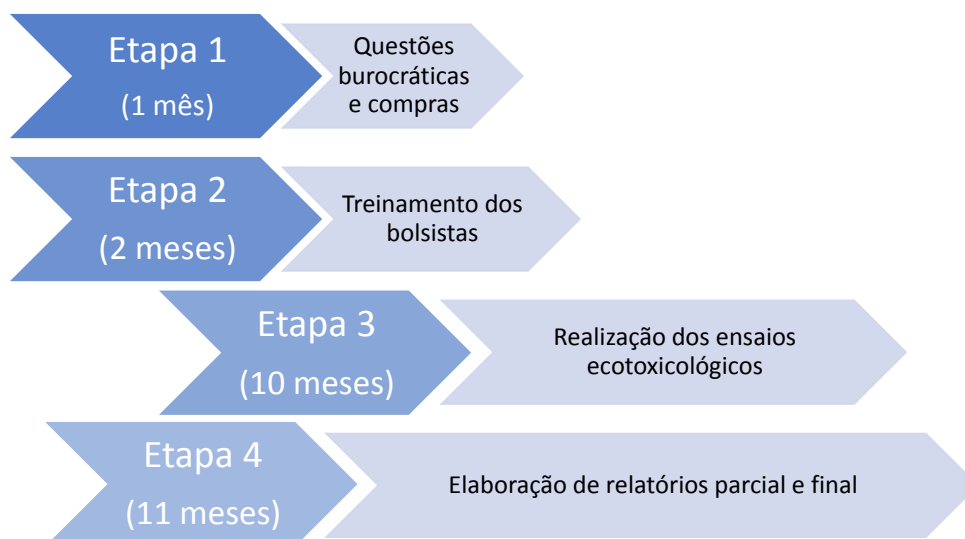 Etapa 1
(1 mês)
Questões
burocráticas
e compras
Etapa 2
(2 meses)
Treinamento dos
bolsistas
Etapa 3
(10 meses)
Realização dos ensaios
ecotoxicológicos
Etapa 4
(11 meses)
Elaboração de relatórios parcial e final